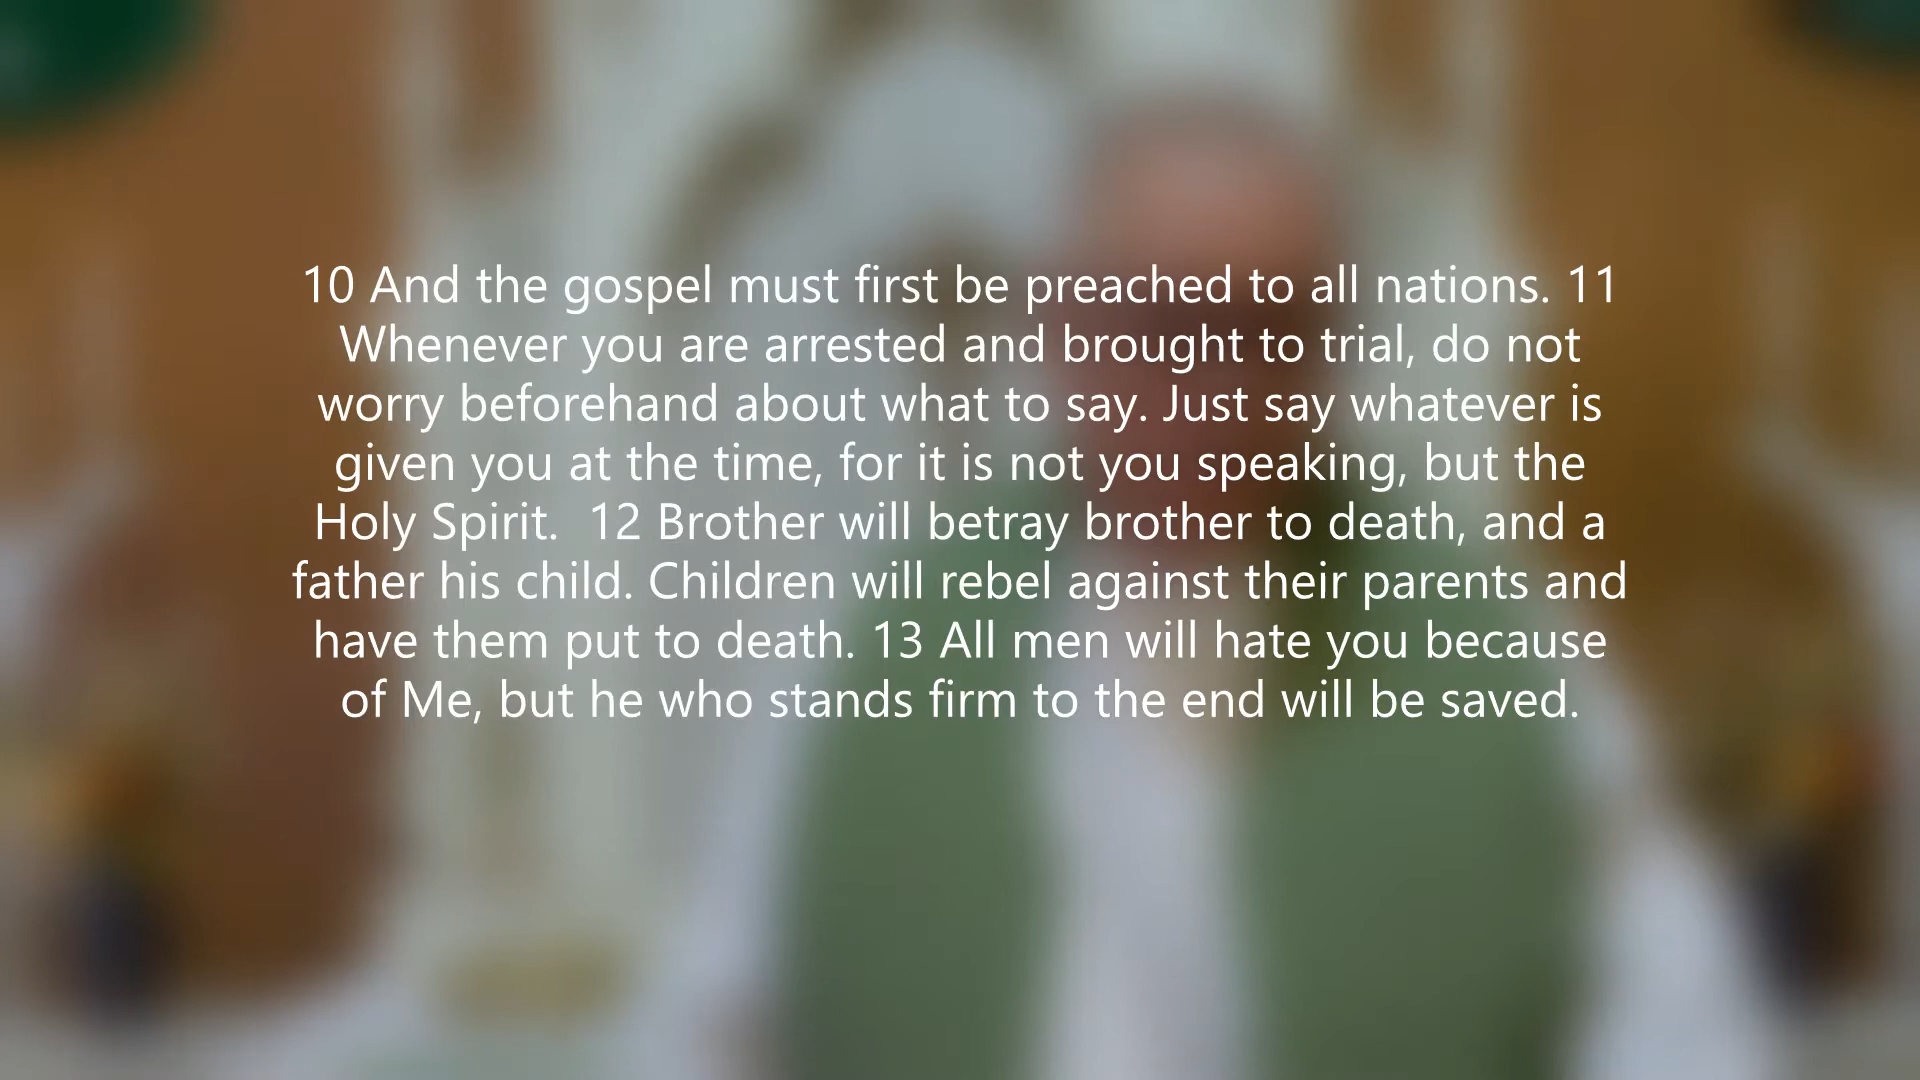 10 And the gospel must first be preached to all nations. 11
Whenever you are arrested and brought to trial, do not
worry beforehand about what to say. Just say whatever is
given you at the time, for it is not you speaking, but the
Holy Spirit.  12 Brother will betray brother to death, and a
father his child. Children will rebel against their parents and
have them put to death. 13 All men will hate you because
of Me, but he who stands firm to the end will be saved.